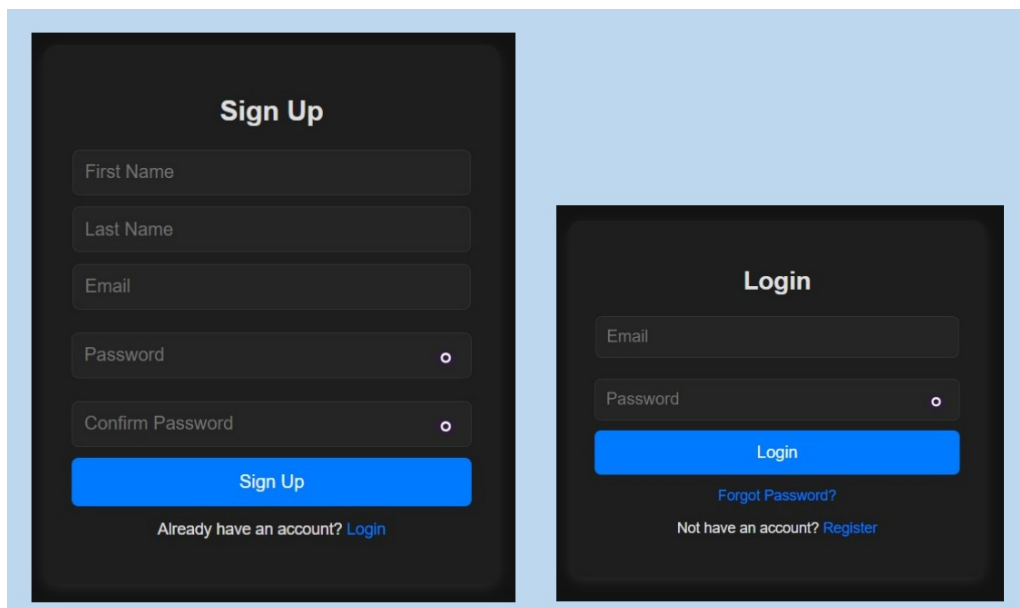 Sign Up
First Name
Last Name
Email
Password
Confirm Password
Sign Up
Already have an account? Login
Login
Email
Password
Login
Forgot Password?
Not have an account? Register